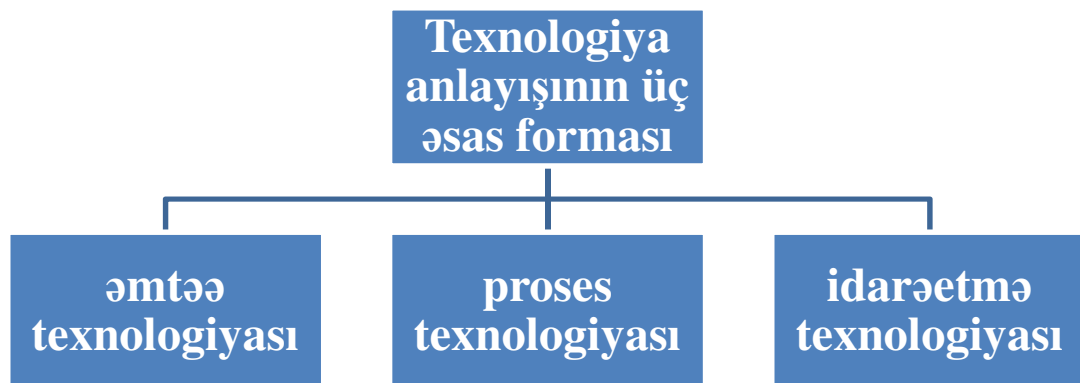 Texnologiya
anlayışının üç
əsas forması
əmtəə
texnologiyası
proses
texnologiyası
idarəetmə
texnologiyası